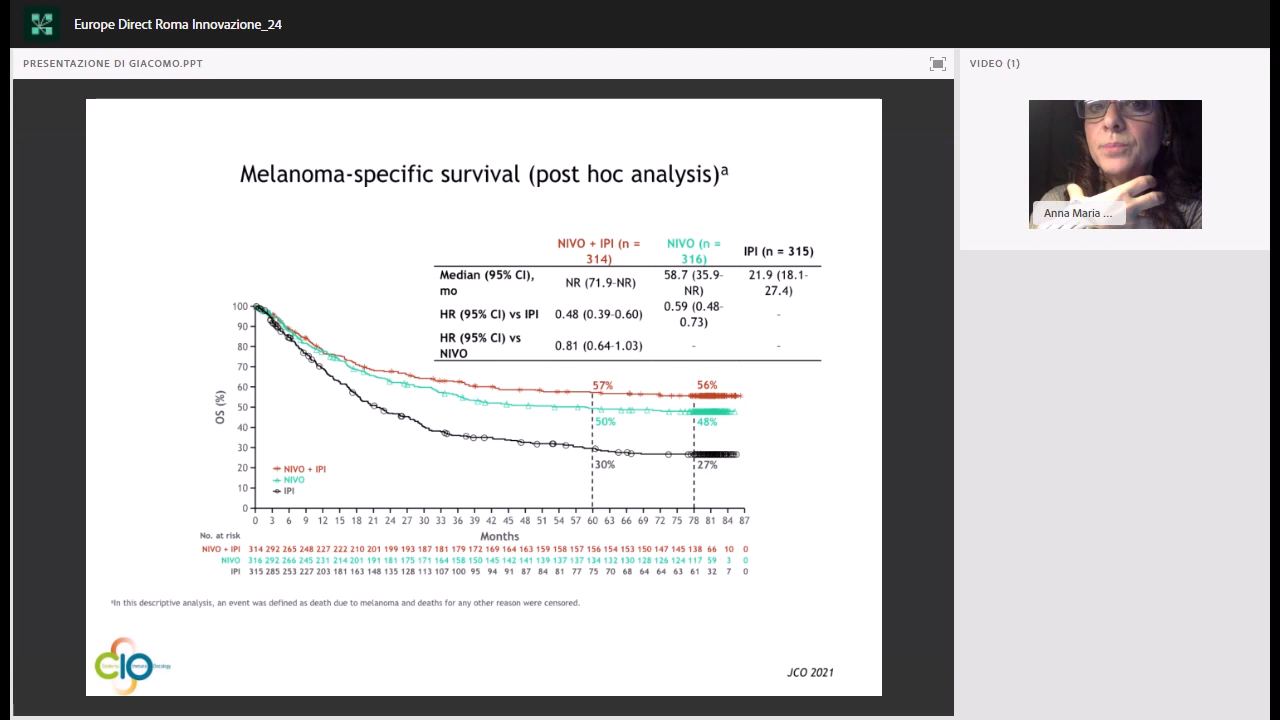 Europe Direct Roma Innovazione_24
PRESENTAZIONE DI GIACOMO.PPT
VIDEO (1)
Anna Maria ...
Melanoma-specific survival (post hoc analysis)a
NIVO + IPI (n = 314) NIVO (n = 316) IPI (n = 315)
Median (95% CI), mo NR (71.9-NR) 58.7 (35.9-NR) 21.9 (18.1-27.4)
HR (95% CI) vs IPI 0.48 (0.39-0.60) 0.59 (0.48-0.73) -
HR (95% CI) vs NIVO 0.81 (0.64-1.03) - -
OS (%)
100
90
80
70
60
50
40
30
20
10
0
57% 56%
50% 48%
30% 27%
NIVO + IPI
NIVO
IPI
0 3 6 9 12 15 18 21 24 27 30 33 36 39 42 45 48 51 54 57 60 63 66 69 72 75 78 81 84 87
Months
No. at risk
NIVO + IPI 314 292 265 248 227 222 210 201 199 193 187 181 179 172 169 164 163 159 158 157 156 154 153 150 147 145 138 66 10 0
NIVO 316 292 266 245 231 214 201 191 181 175 171 164 158 150 145 142 141 139 137 137 134 132 130 128 126 124 117 59 3 0
IPI 315 285 253 227 203 181 163 148 135 128 113 107 100 95 94 91 87 84 81 77 75 70 68 64 64 63 61 32 7 0
aIn this descriptive analysis, an event was defined as death due to melanoma and deaths for any other reason were censored.
CIO
JCO 2021